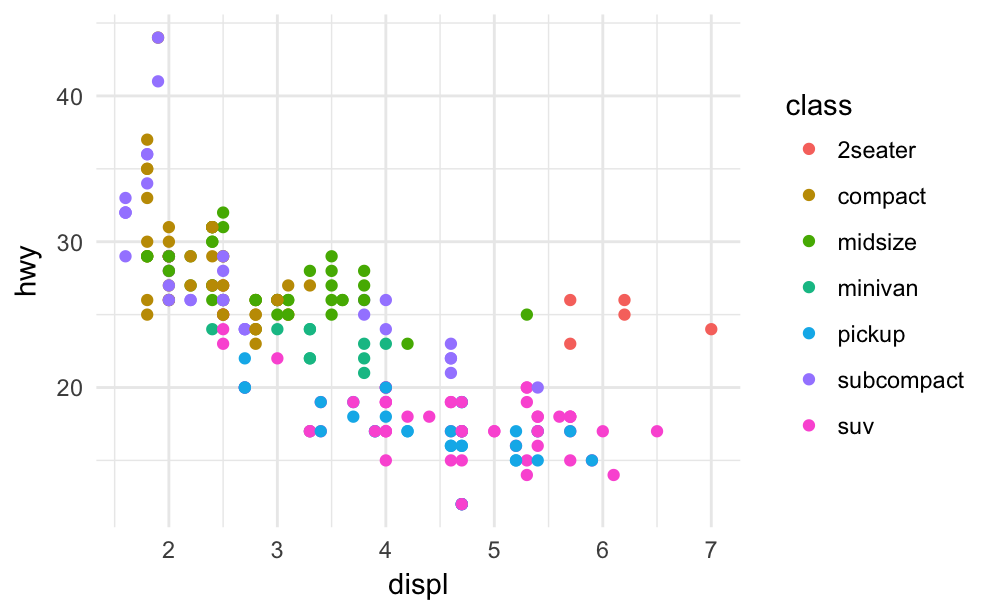 40
30
20
hwy
2
3
4
5
6
7
displ
class
2seater
compact
midsize
minivan
pickup
subcompact
suv